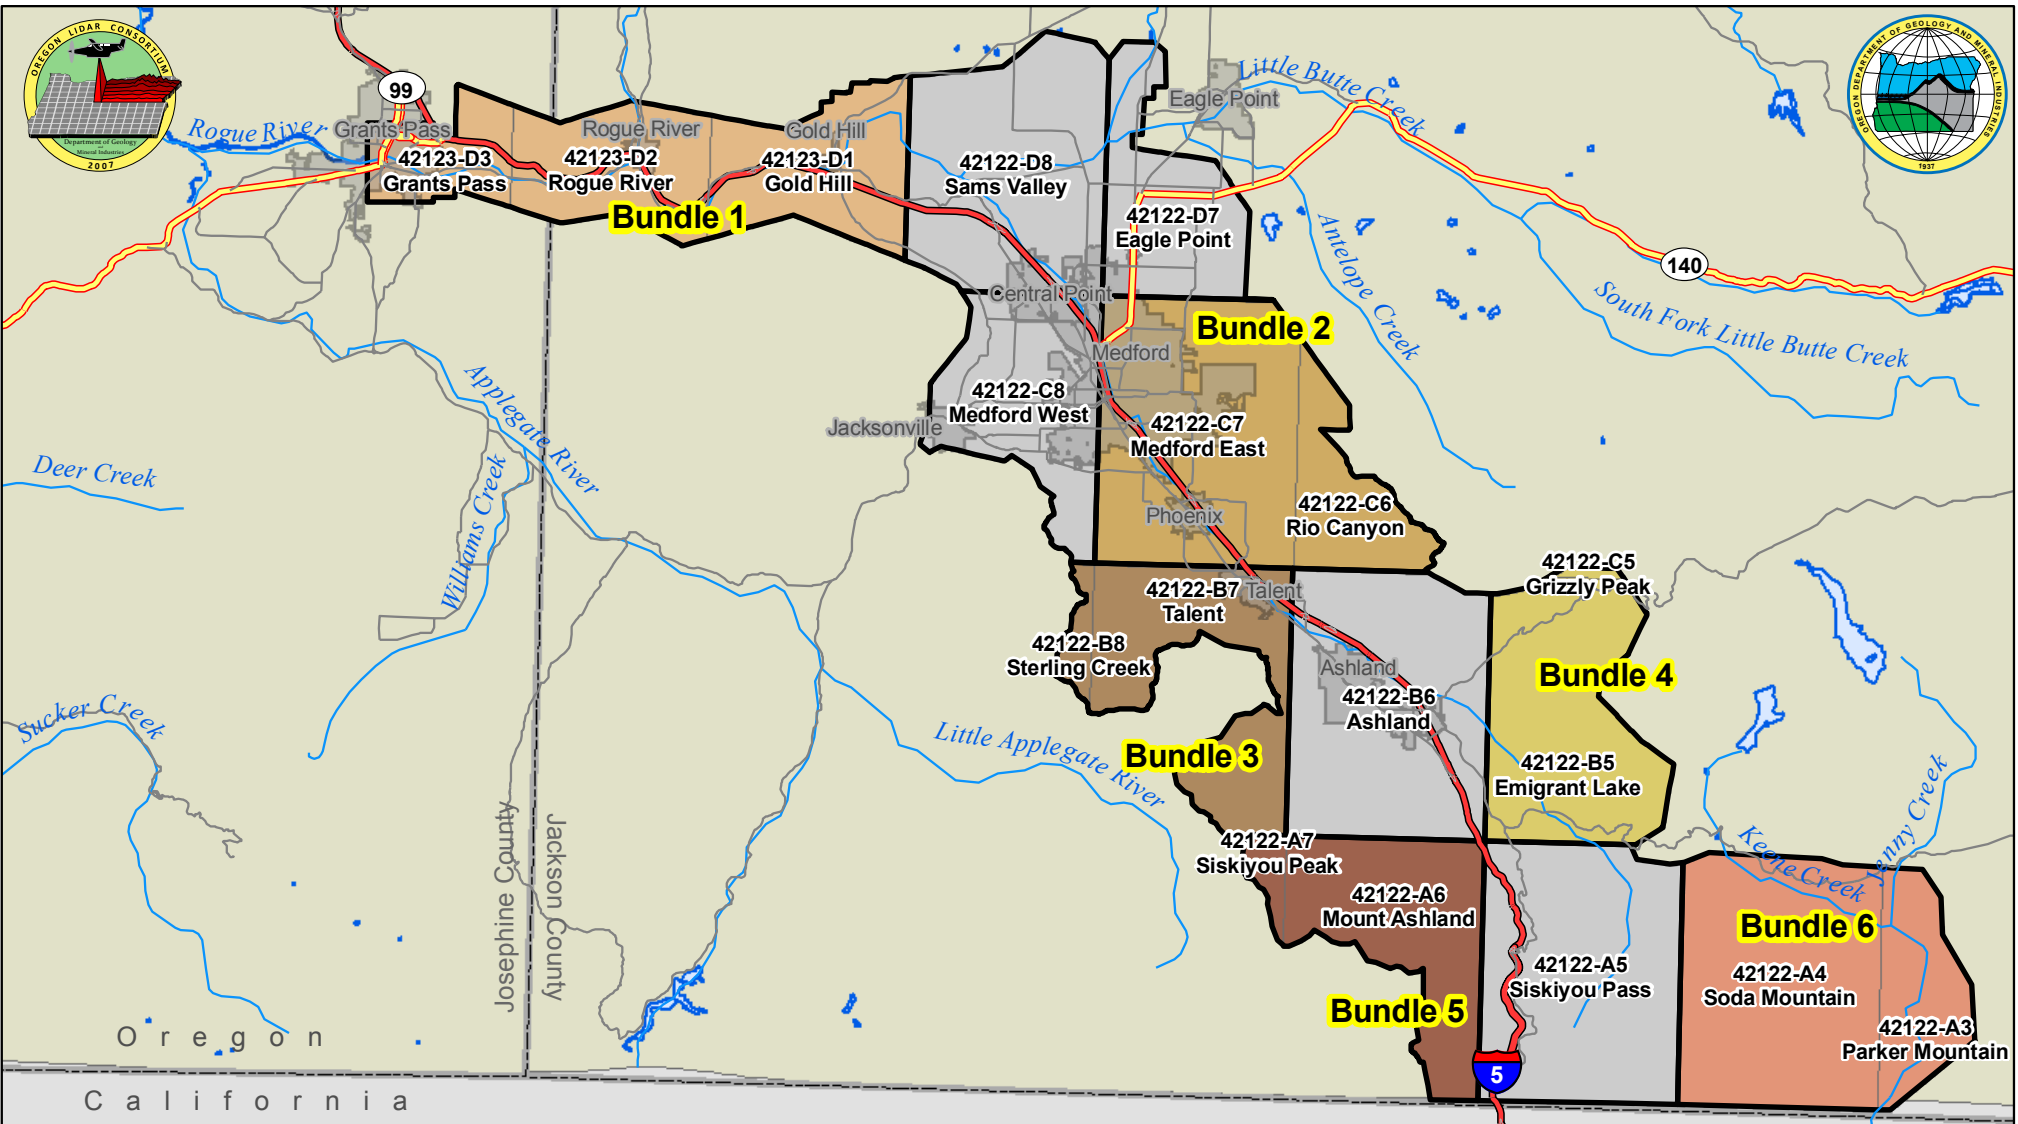 OREGON LIDAR CONSORTIUM
Department of Geology
and
Mineral Industries
2007
OREGON DEPARTMENT OF GEOLOGY AND MINERAL INDUSTRIES
1937
99
Rogue River
Grants Pass
42123-D3
Grants Pass
Rogue River
42123-D2
Rogue River
Gold Hill
42123-D1
Gold Hill
Bundle 1
42122-D8
Sams Valley
Eagle Point
Little Butte Creek
42122-D7
Eagle Point
Antelope Creek
140
South Fork Little Butte Creek
Central Point
Bundle 2
Medford
42122-C8
Medford West
Jacksonville
42122-C7
Medford East
Phoenix
42122-C6
Rio Canyon
Applegate River
Deer Creek
Williams Creek
42122-C5
Grizzly Peak
42122-B7
Talent
Talent
42122-B8
Sterling Creek
Ashland
42122-B6
Ashland
Bundle 4
Sucker Creek
Little Applegate River
Bundle 3
42122-B5
Emigrant Lake
Josephine County
Jackson County
42122-A7
Siskiyou Peak
42122-A6
Mount Ashland
Keene Creek
Jenny Creek
Bundle 6
42122-A5
Siskiyou Pass
42122-A4
Soda Mountain
Bundle 5
42122-A3
Parker Mountain
Oregon
5
California